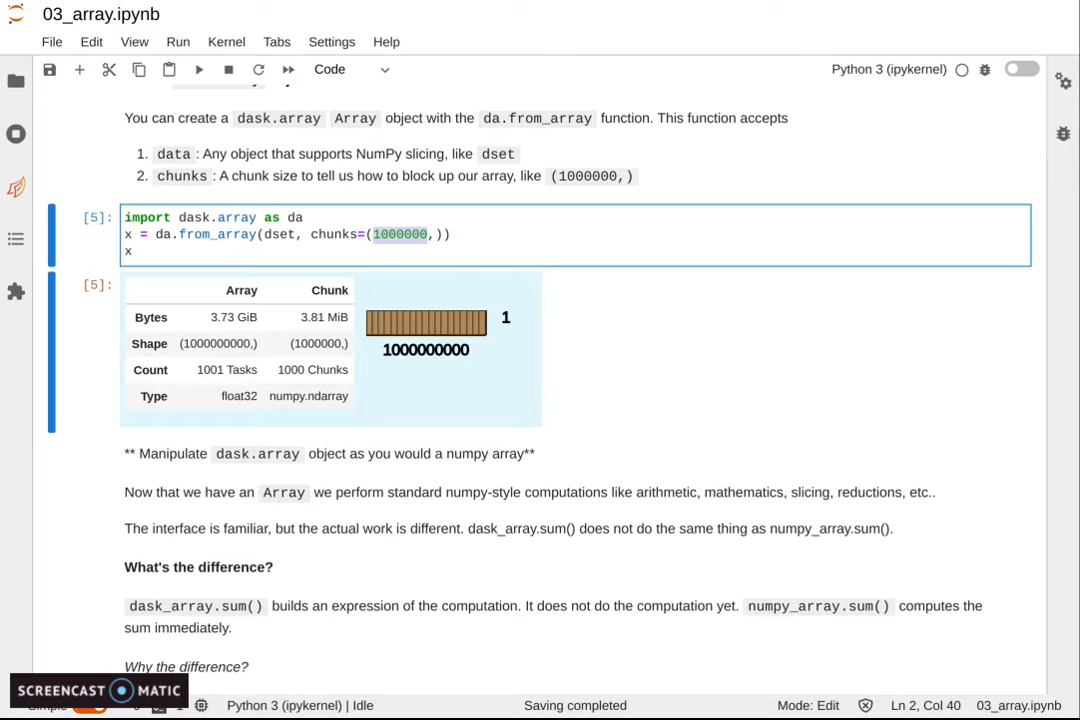 03_array.ipynb
File Edit View Run Kernel Tabs Settings Help
Code Python 3 (ipykernel)
You can create a dask.array Array object with the da.from_array function. This function accepts
1. data : Any object that supports NumPy slicing, like dset
2. chunks : A chunk size to tell us how to block up our array, like (1000000,)
[5]: import dask.array as da
x = da.from_array(dset, chunks=(1000000,))
x
[5]:
Array Chunk
Bytes 3.73 GiB 3.81 MiB
Shape (1000000000,) (1000000,)
Count 1001 Tasks 1000 Chunks
Type float32 numpy.ndarray
1
1000000000
** Manipulate dask.array object as you would a numpy array**
Now that we have an Array we perform standard numpy-style computations like arithmetic, mathematics, slicing, reductions, etc..
The interface is familiar, but the actual work is different. dask_array.sum() does not do the same thing as numpy_array.sum().
What's the difference?
dask_array.sum() builds an expression of the computation. It does not do the computation yet. numpy_array.sum() computes the
sum immediately.
Why the difference?
SCREENCAST MATIC
Simple Python 3 (ipykernel) | Idle Saving completed Mode: Edit Ln 2, Col 40 03_array.ipynb